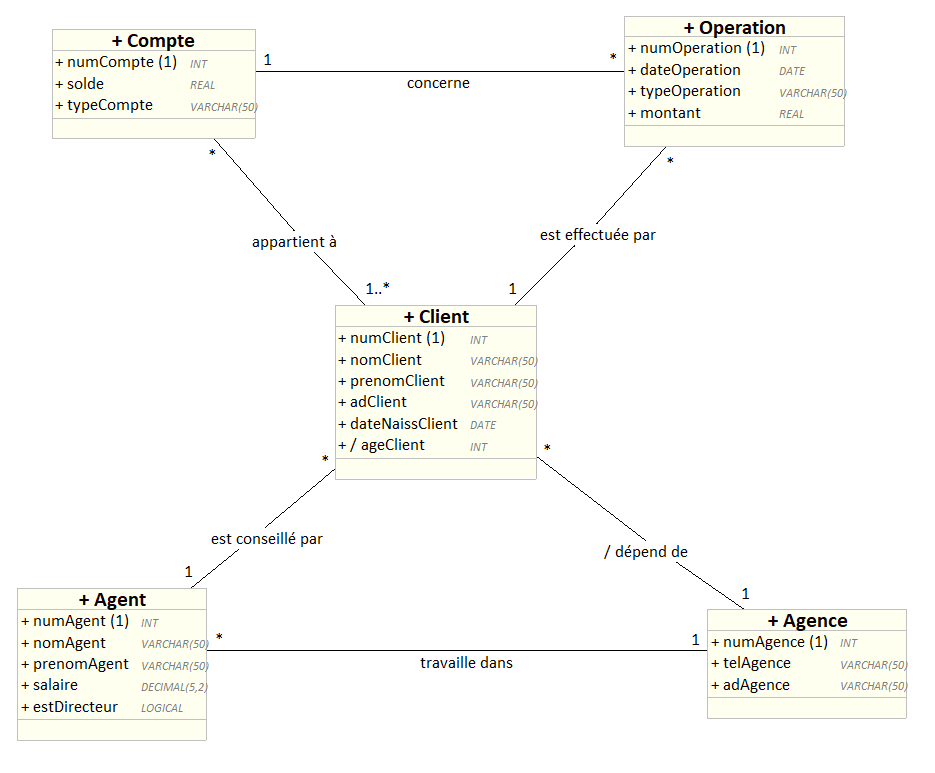 + Compte
+ numCompte (1) INT
+ solde REAL
+ typeCompte VARCHAR(50)
1
*
concerne
+ Operation
+ numOperation (1) INT
+ dateOperation DATE
+ typeOperation VARCHAR(50)
+ montant REAL
*
appartient à
1..*
*
est effectuée par
1
+ Client
+ numClient (1) INT
+ nomClient VARCHAR(50)
+ prenomClient VARCHAR(50)
+ adClient VARCHAR(50)
+ dateNaissClient DATE
+ / ageClient INT
*
est conseillé par
1
*
/ dépend de
1
+ Agent
+ numAgent (1) INT
+ nomAgent VARCHAR(50)
+ prenomAgent VARCHAR(50)
+ salaire DECIMAL(5,2)
+ estDirecteur LOGICAL
*
1
travaille dans
+ Agence
+ numAgence (1) INT
+ telAgence VARCHAR(50)
+ adAgence VARCHAR(50)